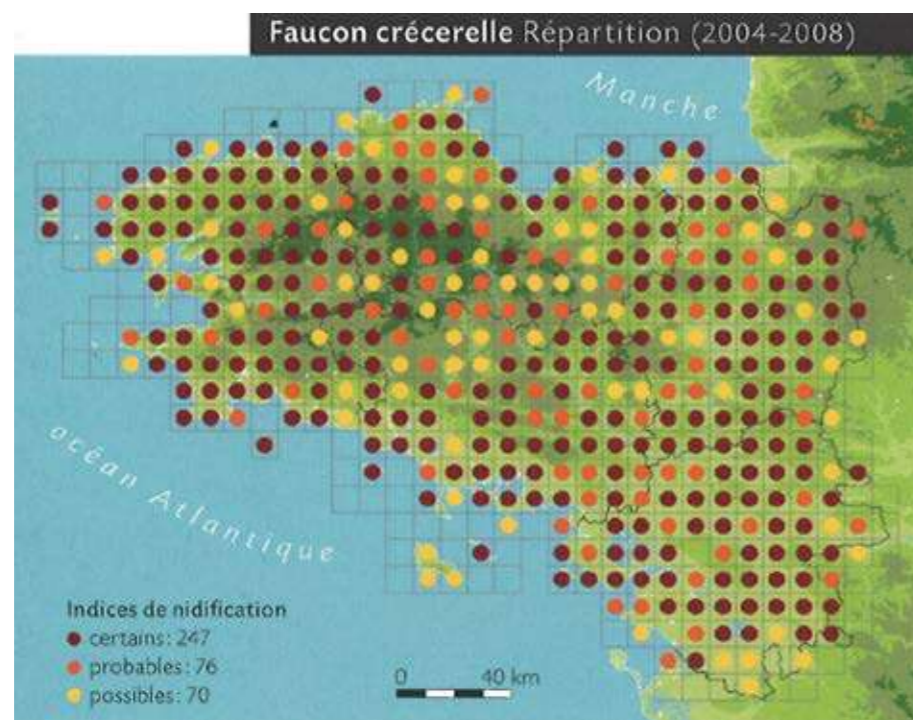 Faucon crécerelle Répartition (2004-2008)
Manche
océan Atlantique
Indices de nidification
certains: 247
probables: 76
possibles: 70
0 40 km